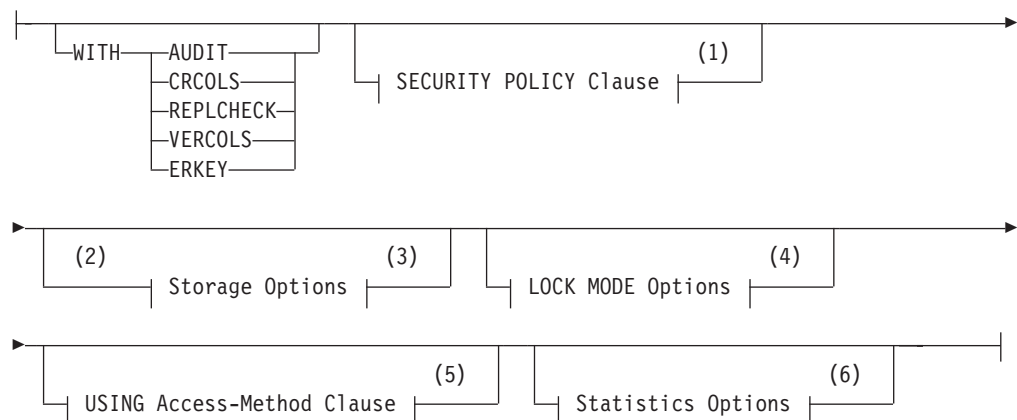 WITH AUDIT
CRCOLS
REPLCHECK
VERCOLS
ERKEY
(1)
SECURITY POLICY Clause
(2) (3)
Storage Options
(4)
LOCK MODE Options
(5)
USING Access-Method Clause
(6)
Statistics Options